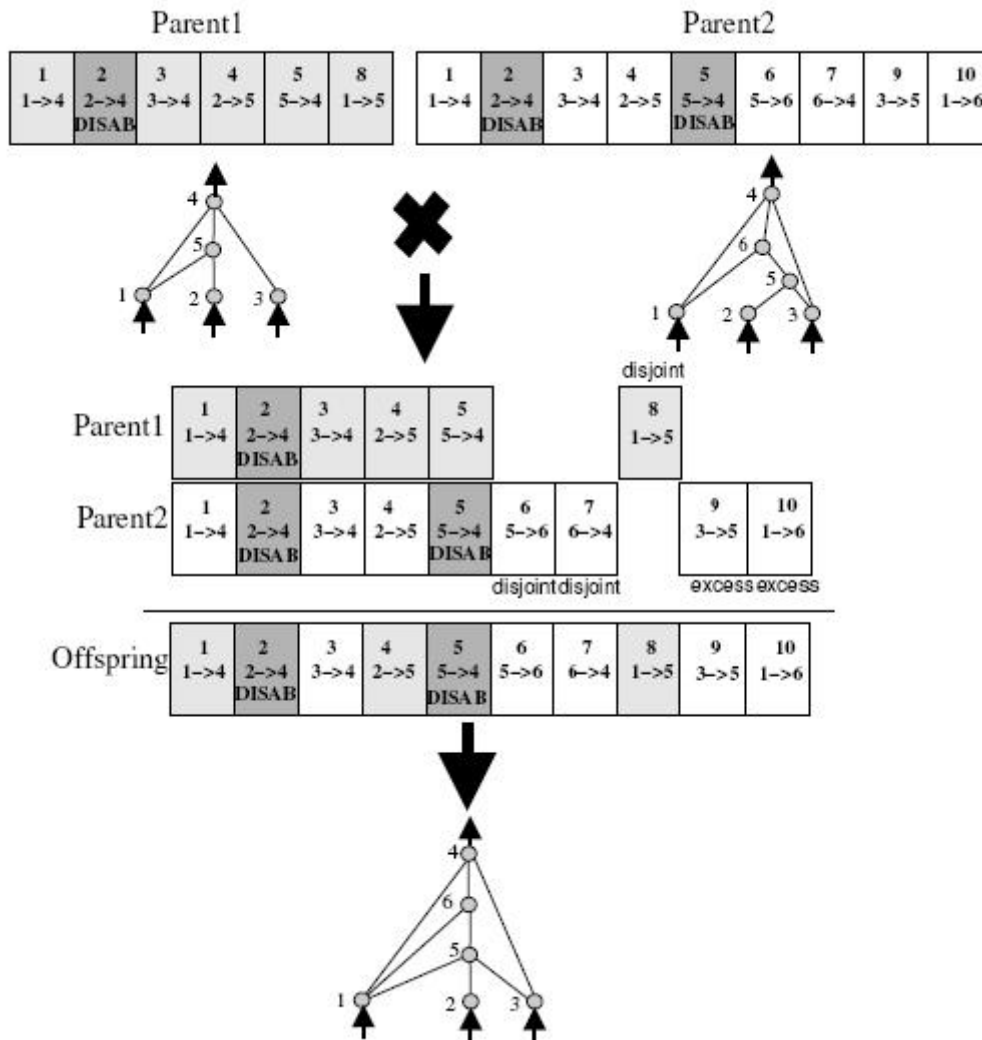 Parent1 Parent2
1 2 3 4 5 8 1 2 3 4 5 6 7 9 10
1->4 2->4 3->4 2->5 5->4 1->5 1->4 2->4 3->4 2->5 5->4 5->6 6->4 3->5 1->6
DISAB DISAB DISAB
4 4
5 6
5
1 2 3 1 2 3
disjoint
Parent1 1 2 3 4 5 8
1->4 2->4 3->4 2->5 5->4 1->5
DISAB
Parent2 1 2 3 4 5 6 7 9 10
1->4 2->4 3->4 2->5 5->4 5->6 6->4 3->5 1->6
DISAB DISAB
disjoint disjoint excess excess
Offspring 1 2 3 4 5 6 7 8 9 10
1->4 2->4 3->4 2->5 5->4 5->6 6->4 1->5 3->5 1->6
DISAB DISAB
4
6
5
1 2 3